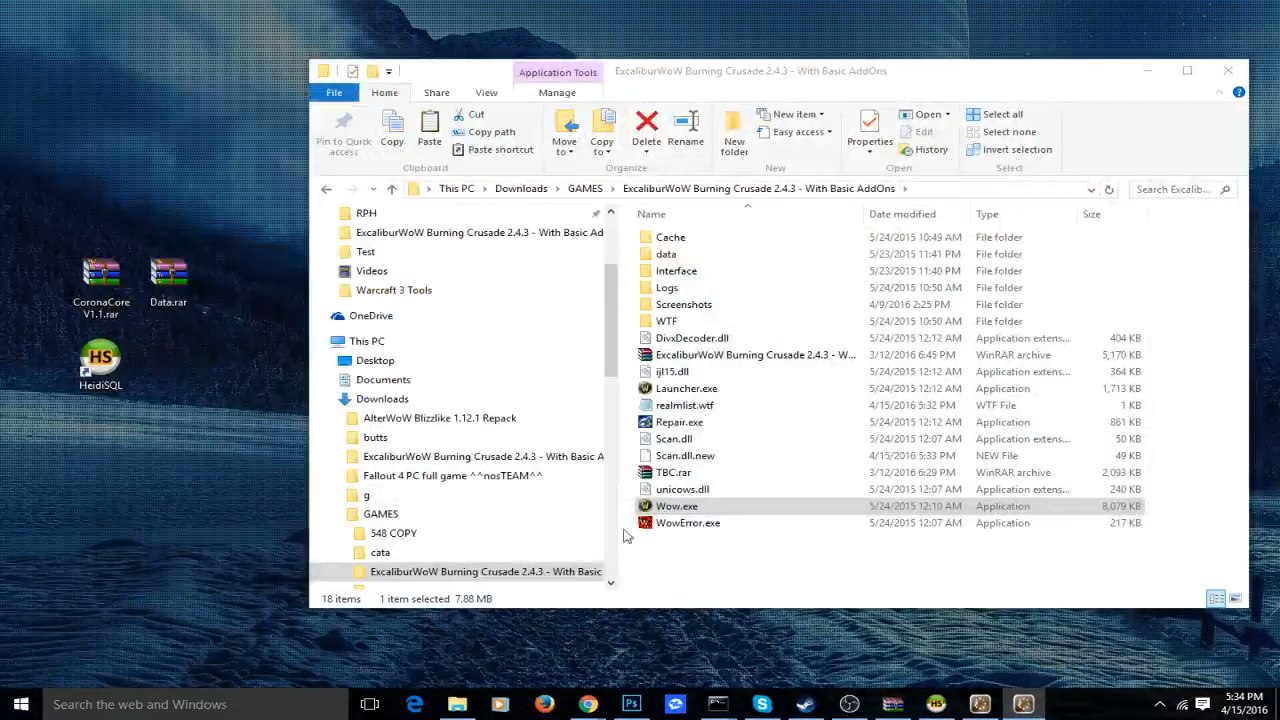 Application Tools
ExcaliburWoW Burning Crusade 2.4.3 - With Basic AddOns
File
Home
Share
View
Manage
Pin to Quick access
Copy
Paste
Cut
Copy path
Paste shortcut
Clipboard
Move to
Copy to
Delete
Rename
Organize
New folder
New item
Easy access
New
Properties
Open
Edit
History
Open
Select all
Select none
Invert selection
Select
This PC
Downloads
GAMES
ExcaliburWoW Burning Crusade 2.4.3 - With Basic AddOns
Search Excalib...
RPH
ExcaliburWoW Burning Crusade 2.4.3 - With Basic Ad
Test
Videos
Warcraft 3 Tools
OneDrive
This PC
Desktop
Documents
Downloads
AlterWoW Blizzlike 1.12.1 Repack
butts
ExcaliburWoW Burning Crusade 2.4.3 - With Basic A
Fallout 4 PC full game ^^nosTEAM^^
g
GAMES
548 COPY
cata
ExcaliburWoW Burning Crusade 2.4.3 - With Basic
Name Date modified Type Size
Cache 5/24/2015 10:49 AM File folder
data 5/23/2015 11:41 PM File folder
Interface 5/23/2015 11:40 PM File folder
Logs 5/24/2015 10:50 AM File folder
Screenshots 4/9/2016 2:25 PM File folder
WTF 5/24/2015 10:50 AM File folder
DivxDecoder.dll 5/24/2015 12:12 AM Application extens... 404 KB
ExcaliburWoW Burning Crusade 2.4.3 - W... 3/12/2016 6:45 PM WinRAR archive 5,170 KB
ijl15.dll 5/24/2015 12:12 AM Application extens... 364 KB
Launcher.exe 5/24/2015 12:12 AM Application 1,713 KB
realmlist.wtf 4/15/2016 5:32 PM WTF File 1 KB
Repair.exe 5/24/2015 12:12 AM Application 861 KB
Scan.dll 5/24/2015 12:07 AM Application extens... 50 KB
Scan.dll.new 4/15/2016 5:33 PM NEW File 49 KB
TBC.rar 3/12/2016 6:29 PM WinRAR archive 2,093 KB
unicows.dll 5/24/2015 12:07 AM Application extens... 240 KB
Wow.exe 5/24/2015 12:10 AM Application 8,079 KB
WowError.exe 5/24/2015 12:07 AM Application 217 KB
18 items 1 item selected 7.88 MB
CoronaCore V1.1.rar
Data.rar
HS
HeidiSQL
Search the web and Windows
Ps
HS
5:34 PM
4/15/2016